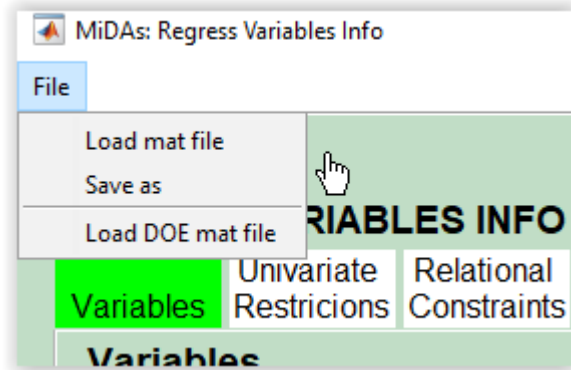 MiDAs: Regress Variables Info
File
Load mat file
Save as
Load DOE mat file
RIABLES INFO
Variables
Univariate
Restricions
Relational
Constraints
Variables